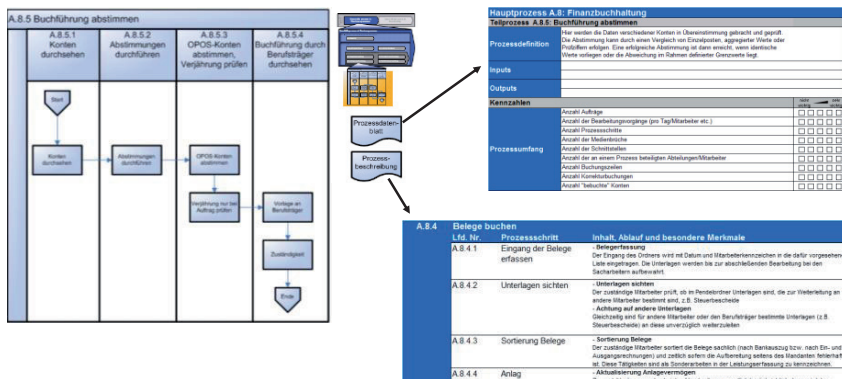 A.8.5 Buchführung abstimmen
A.8.5.1
Konten
durchsehen
A.8.5.2
Abstimmungen
durchführen
A.8.5.3
OPOS-Konten
abstimmen,
Verjährung prüfen
A.8.5.4
Buchführung durch
Berufsträger
durchsehen
Start
Konten
durchsehen
Abstimmungen
durchführen
OPOS-Konten
abstimmen
Verjährung nur bei
Auftrag prüfen
Vorlage an
Berufsträger
Zuständigkeit
Ende
Prozessdaten-
blatt
Prozess-
beschreibung
Hauptprozess A.8: Finanzbuchhaltung
Teilprozess A.8.5: Buchführung abstimmen
Prozessdefinition
Hier werden die Daten verschiedener Konten in Übereinstimmung gebracht und geprüft.
Die Abstimmung kann durch einen Vergleich von Einzelposten, aggregierter Werte oder
Prüfziffern erfolgen. Eine erfolgreiche Abstimmung ist dann erreicht, wenn identische
Werte vorliegen oder die Abweichung im Rahmen definierter Grenzwerte liegt.
Inputs
Outputs
Kennzahlen
nicht wichtig
sehr wichtig
Prozessumfang
Anzahl Aufträge
Anzahl der Bearbeitungsvorgänge (pro Tag/Mitarbeiter etc.)
Anzahl Prozessschritte
Anzahl der Medienbrüche
Anzahl der Schnittstellen
Anzahl der an einem Prozess beteiligten Abteilungen/Mitarbeiter
Anzahl Buchungszeilen
Anzahl Korrekturbuchungen
Anzahl "bebuchte" Konten
A.8.4 Belege buchen
Lfd. Nr. Prozessschritt Inhalt, Ablauf und besondere Merkmale
A.8.4.1 Eingang der Belege
erfassen
- Belegerfassung
Der Eingang des Ordners wird mit Datum und Mitarbeiterkennzeichen in die dafür vorgesehene
Liste eingetragen. Die Unterlagen werden bis zur abschließenden Bearbeitung bei den
Sacharbeitern aufbewahrt.
A.8.4.2 Unterlagen sichten
- Unterlagen sichten
Der zuständige Mitarbeiter prüft, ob im Pendelordner Unterlagen sind, die zur Weiterleitung an
andere Mitarbeiter bestimmt sind, z.B. Steuerbescheide
- Achtung auf andere Unterlagen
Gleichzeitig sind für andere Mitarbeiter oder den Berufsträger bestimmte Unterlagen (z.B.
Steuerbescheide) an diese unverzüglich weiterzuleiten
A.8.4.3 Sortierung Belege
- Sortierung Belege
Der zuständige Mitarbeiter sortiert die Belege sachlich (nach Bankauszug bzw. nach Ein- und
Ausgangsrechnungen) und zeitlich sofern die Aufbereitung seitens des Mandanten fehlerhaft
ist. Diese Tätigkeiten sind als Sonderarbeiten in der Leistungserfassung zu kennzeichnen.
A.8.4.4 Anlag
- Aktualisierung Anlagevermögen